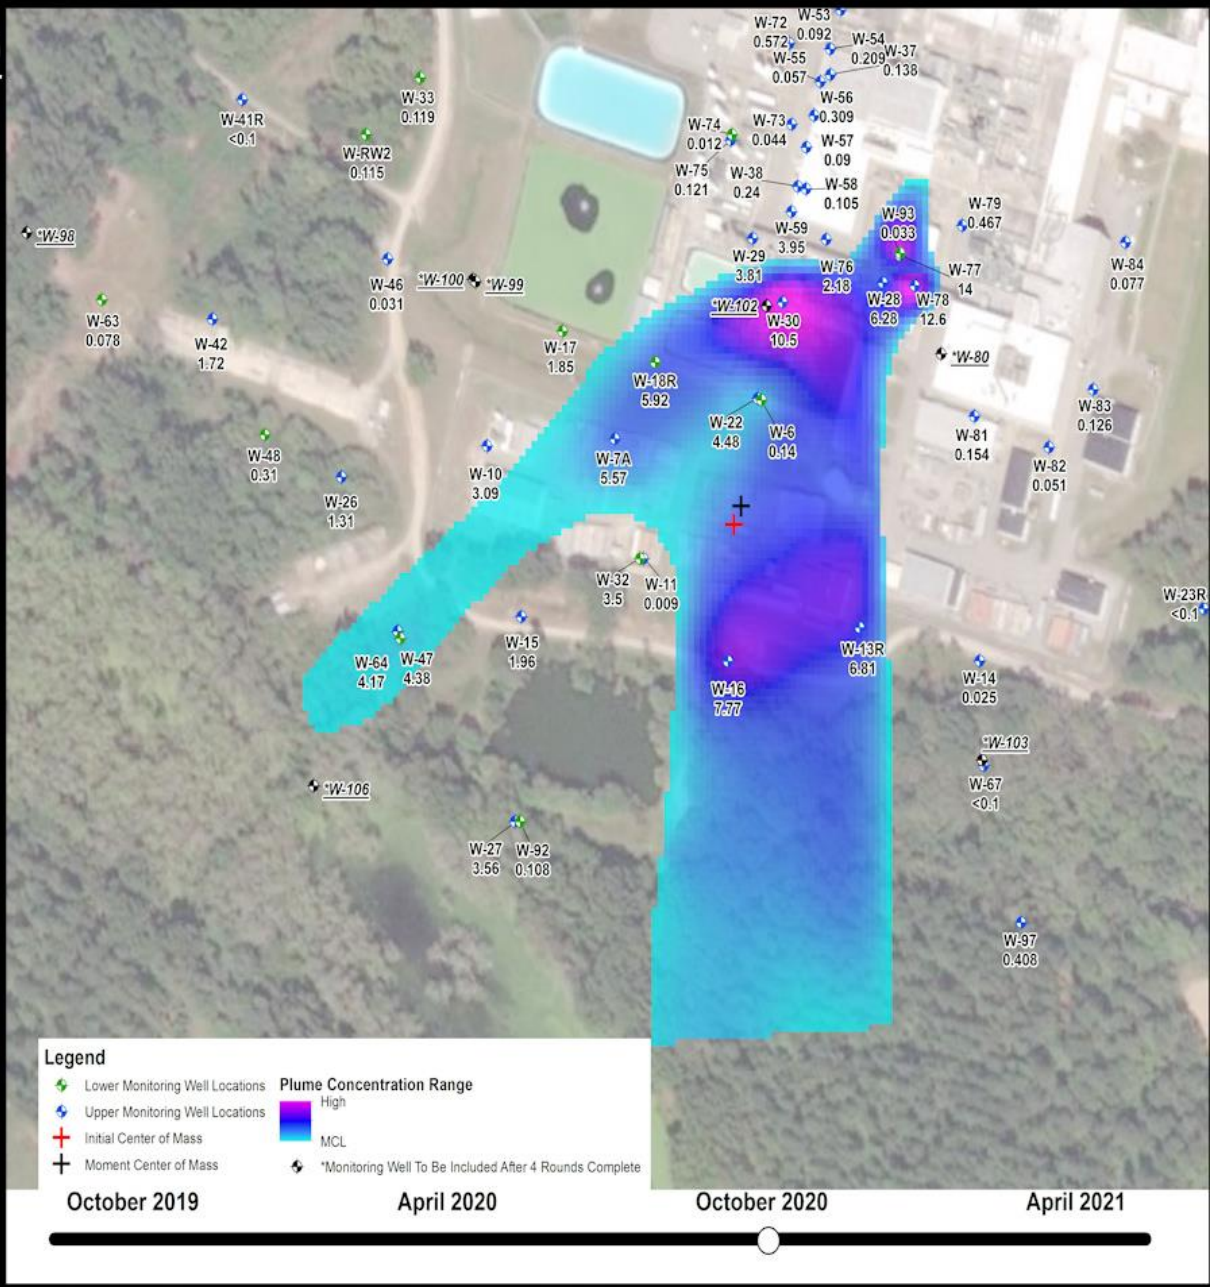 W-53
0.092
W-72
0.572
W-54
0.209
W-37
0.138
W-55
0.057
W-33
0.119
W-41R
<0.1
W-56
0.309
W-73
0.044
W-74
0.012
W-RW2
0.115
W-57
0.09
W-75
0.121
W-38
0.24
W-58
0.105
W-93
0.033
W-79
0.467
*W-98
W-59
3.95
W-29
3.81
W-76
2.18
W-77
14
W-84
0.077
*W-100
*W-99
W-46
0.031
W-28
6.28
W-78
12.6
*W-102
W-30
10.5
W-63
0.078
W-42
1.72
W-17
1.85
*W-80
W-18R
5.92
W-83
0.126
W-22
4.48
W-6
0.14
W-81
0.154
W-48
0.31
W-10
3.09
W-7A
5.57
W-82
0.051
W-26
1.31
W-32
3.5
W-11
0.009
W-23R
<0.1
W-15
1.96
W-64
4.17
W-47
4.38
W-13R
6.81
W-14
0.025
W-16
7.77
*W-103
W-67
<0.1
*W-106
W-27
3.56
W-92
0.108
W-97
0.408
Legend
Lower Monitoring Well Locations
Upper Monitoring Well Locations
Initial Center of Mass
Moment Center of Mass
Plume Concentration Range
High
MCL
*Monitoring Well To Be Included After 4 Rounds Complete
October 2019 April 2020 October 2020 April 2021